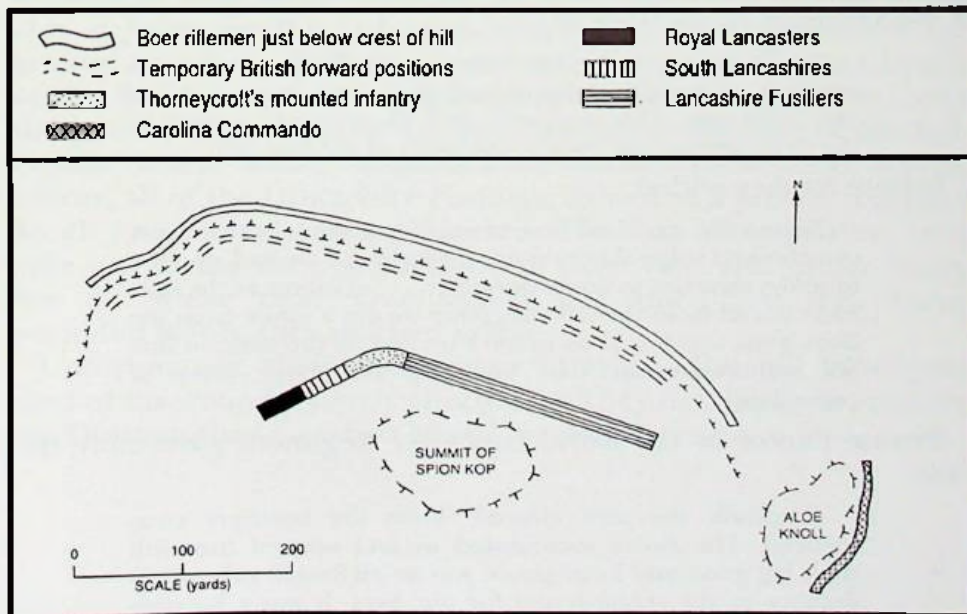 Boer riflemen just below crest of hill
Temporary British forward positions
Thorneycroft's mounted infantry
Carolina Commando
Royal Lancasters
South Lancashires
Lancashire Fusiliers
N
SUMMIT OF
SPION KOP
ALOE
KNOLL
0 100 200
SCALE (yards)